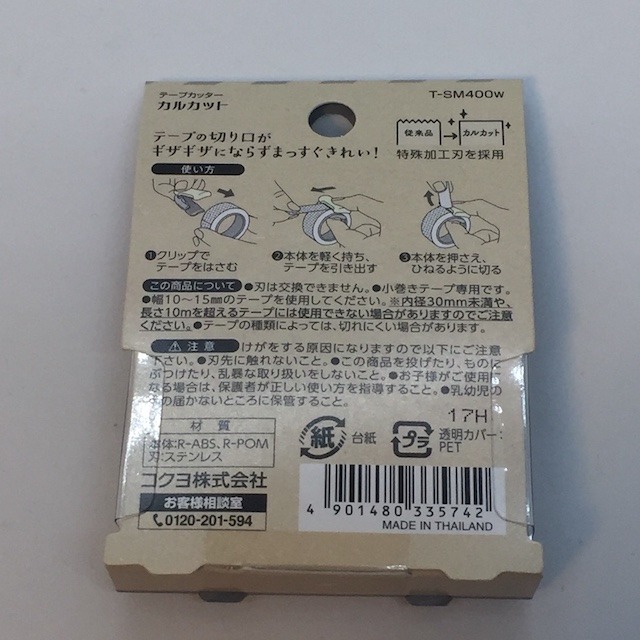 テープカッター
カルカット
T-SM400W
テープの切り口が
ギザギザにならずまっすぐきれい!
従来品 → カルカット
特殊加工刃を採用
使い方
❶クリップで
テープをはさむ
❷本体を軽く持ち、
テープを引き出す
❸本体を押さえ、
ひねるように切る
この商品について ●刃は交換できません。●小巻きテープ専用です。
●幅10〜15㎜のテープを使用してください。※内径30mm未満や、
長さ10mを超えるテープには使用できない場合がありますのでご注意
ください。●テープの種類によっては、切れにくい場合があります。
⚠ 注意 けがをする原因になりますので以下にご注意
下さい。●刃先に触れないこと。●この商品を投げたり、ものに
ぶつけたり、乱暴な取り扱いをしないこと。●お子様がご使用に
なる場合は、保護者が正しい使い方を指導すること。●乳幼児の
手の届かないところに保管すること。
17H
材質
本体:R-ABS、R-POM
刃:ステンレス
紙 台紙
プラ 透明カバー:
PET
コクヨ株式会社
お客様相談室
0120-201-594
4 901480 335742
MADE IN THAILAND